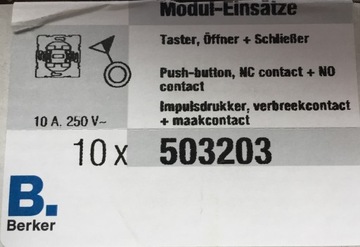 Modul-Einsätze
Taster, Öffner + Schließer
Push-button, NC contact + NO
contact
Impulsdrukker, verbreekcontact
+ maakcontact
10 A, 250 V~
10 x 503203
B.
Berker